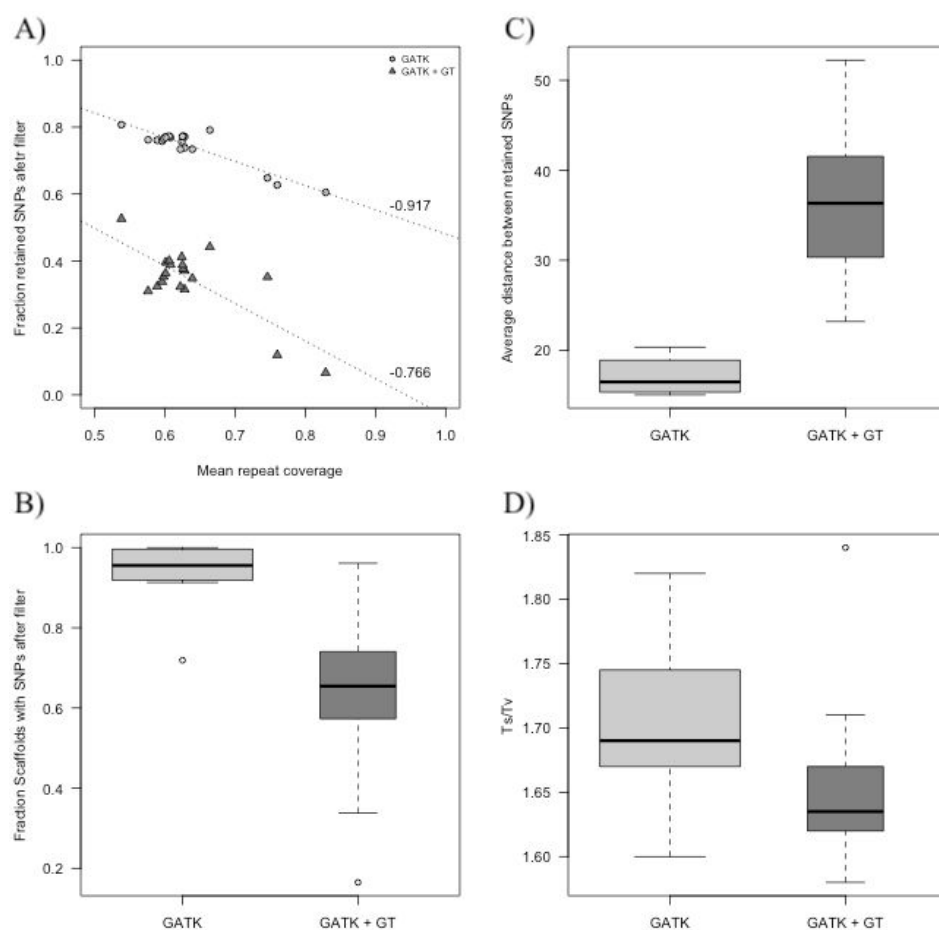 A)
Fraction retained SNPs afetr filter
1.0
0.8
0.6
0.4
0.2
0.0
GATK
GATK + GT
-0.917
-0.766
0.5 0.6 0.7 0.8 0.9 1.0
Mean repeat coverage
C)
Average distance between retained SNPs
50
40
30
20
GATK GATK + GT
B)
Fraction Scaffolds with SNPs after filter
1.0
0.8
0.6
0.4
0.2
GATK GATK + GT
D)
Ts/Tv
1.85
1.80
1.75
1.70
1.65
1.60
GATK GATK + GT